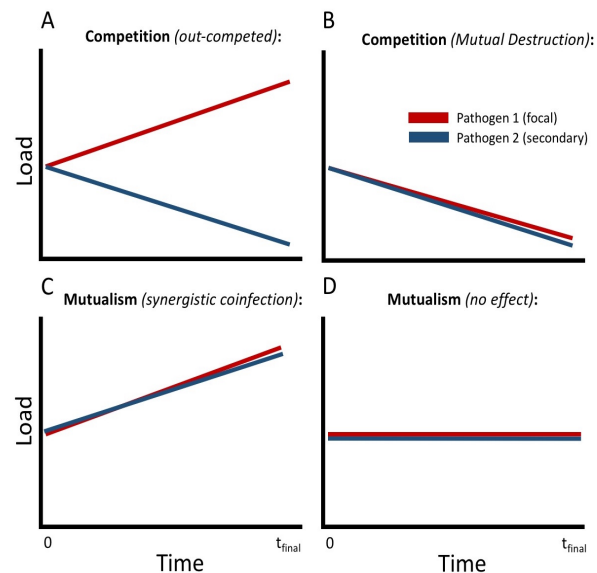 A
Competition (out-competed):
Load
B
Competition (Mutual Destruction):
Pathogen 1 (focal)
Pathogen 2 (secondary)
C
Mutualism (synergistic coinfection):
Load
0
tfinal
Time
D
Mutualism (no effect):
0
tfinal
Time